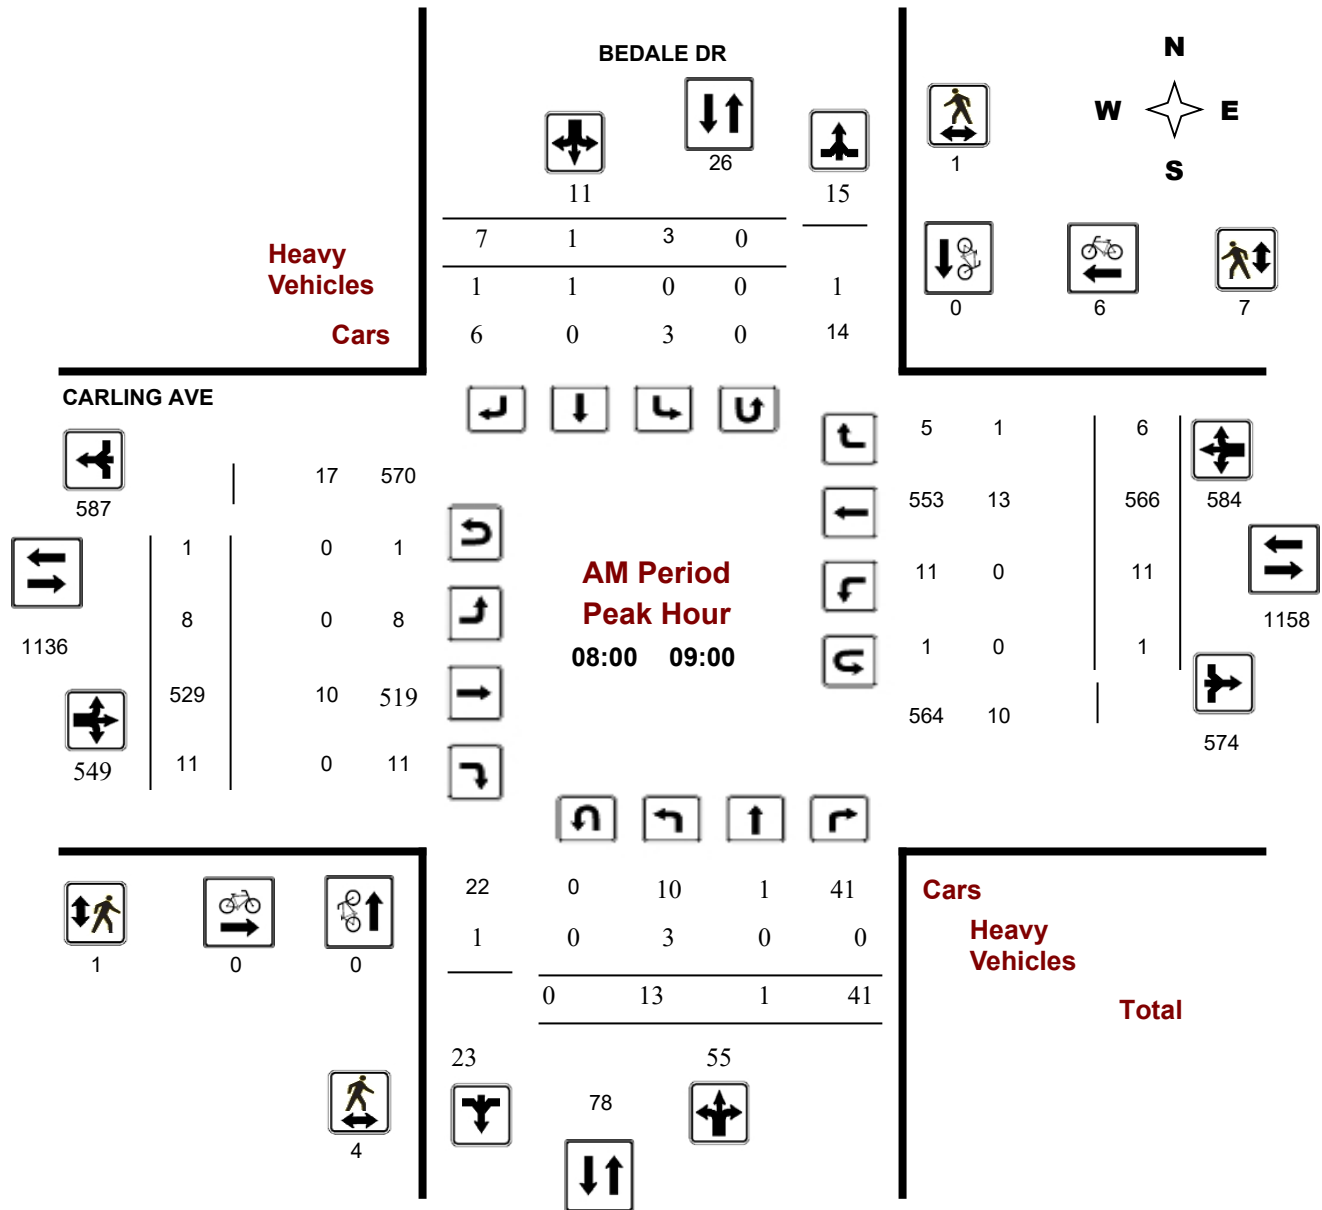 BEDALE DR
N
W E
S
26
1
11 15
7 1 3 0
Heavy
Vehicles
1 1 0 0 1
0 6 7
Cars
6 0 3 0 14
CARLING AVE
5 1 6
17 570
587
553 13 566 584
1 0 1
AM Period
11 0 11
Peak Hour
8 0 8
1158
1136
08:00 09:00
1 0 1
529 10 519
564 10
574
549 11 0 11
22 0 10 1 41
Cars
1 0 3 0 0
Heavy
Vehicles
1 0 0
0 13 1 41
Total
23 55
78
4